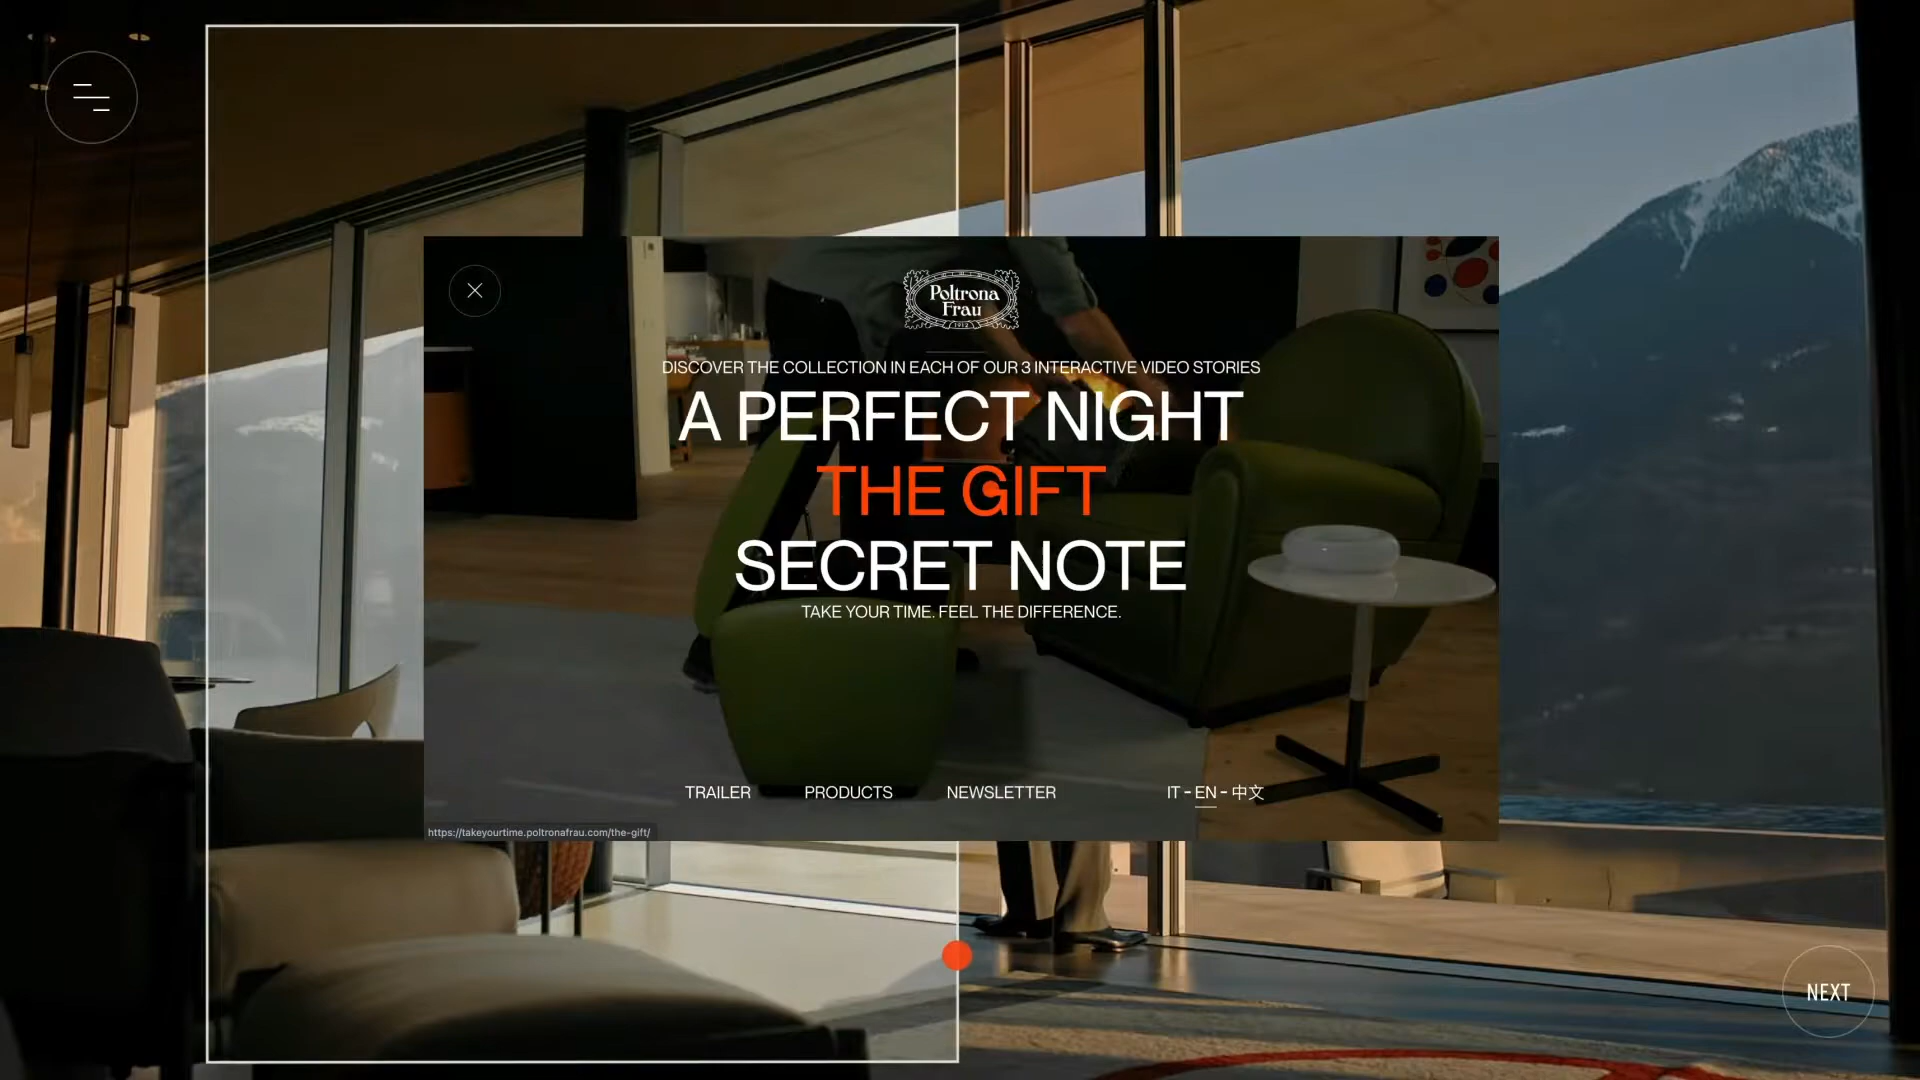 Poltrona
Frau
1912
DISCOVER THE COLLECTION IN EACH OF OUR 3 INTERACTIVE VIDEO STORIES
A PERFECT NIGHT
THE GIFT
SECRET NOTE
TAKE YOUR TIME. FEEL THE DIFFERENCE.
TRAILER PRODUCTS NEWSLETTER IT - EN - 中文
https://takeyourtime.poltronafrau.com/the-gift/
NEXT